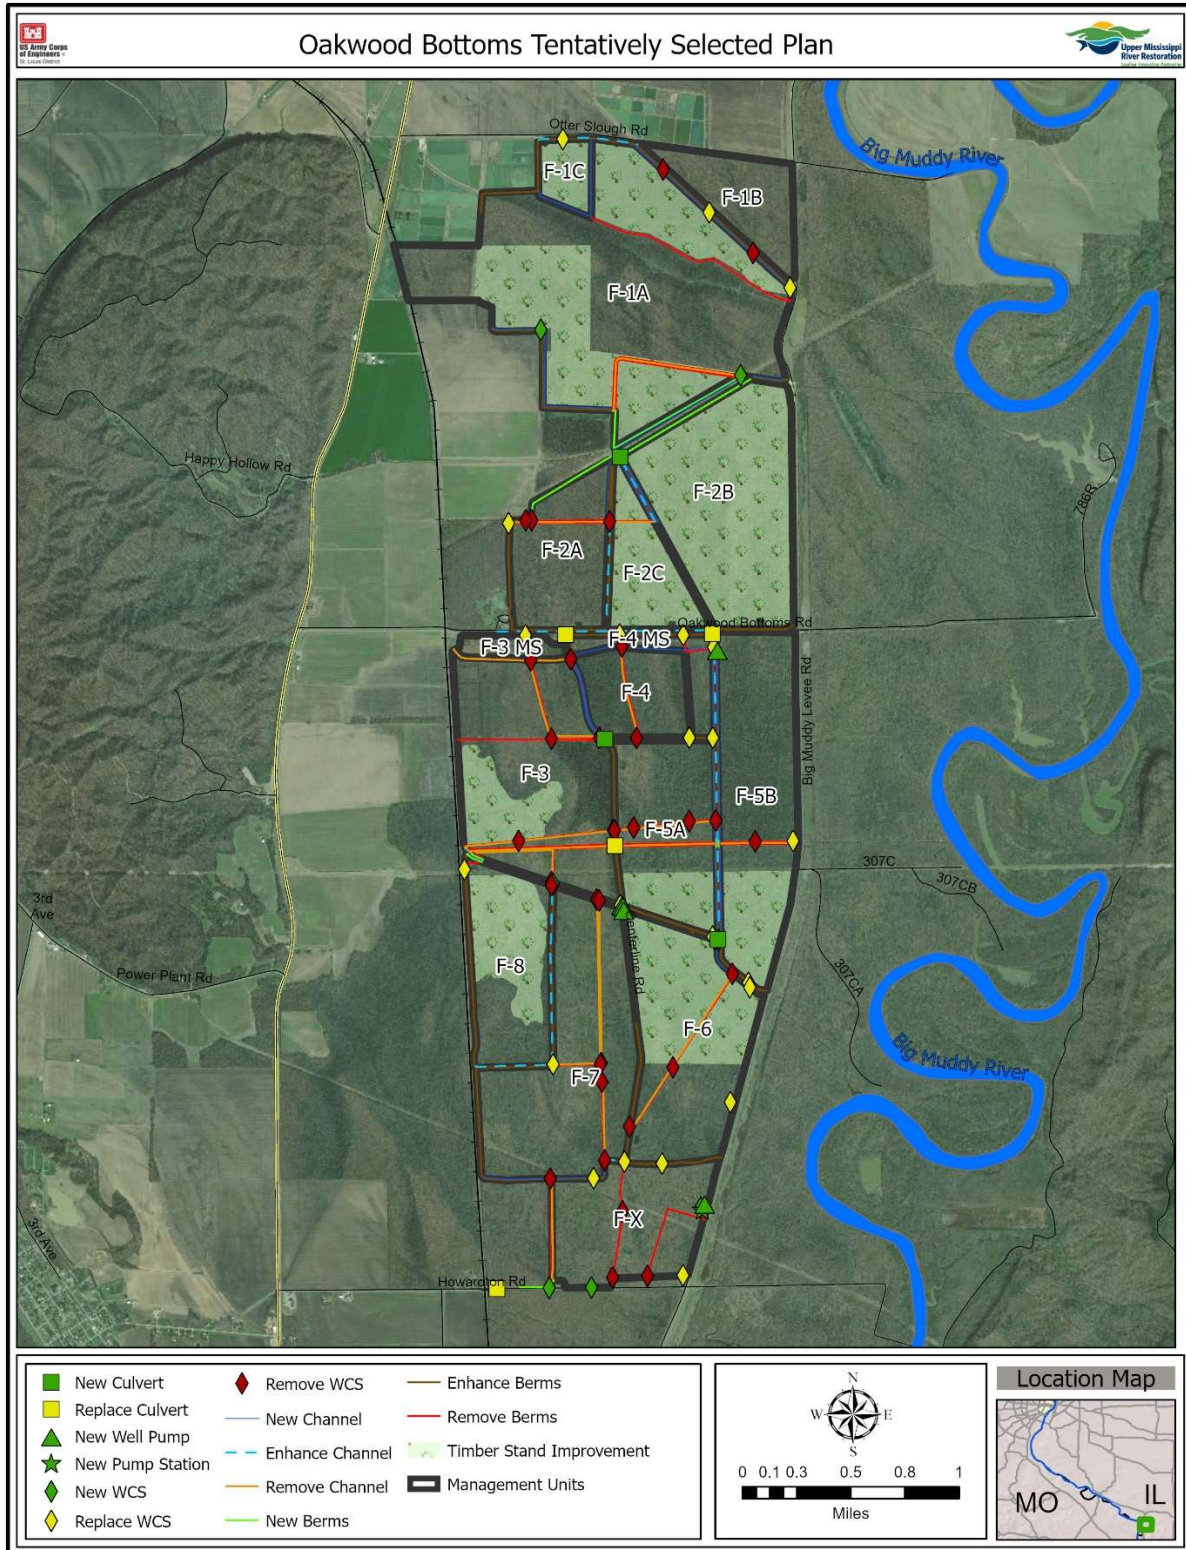 US Army Corps
of Engineers
St. Louis District
Oakwood Bottoms Tentatively Selected Plan
Upper Mississippi
River Restoration
Otter Slough Rd
Big Muddy River
F-1C
F-1B
F-1A
Happy Hollow Rd
F-2B
786R
F-2A
F-2C
Oakwood Bottoms Rd
F-3 MS
F-4 MS
F-4
Big Muddy Levee Rd
F-3
F-5B
F-5A
307C
307CB
3rd
Ave
Centerline Rd
F-8
Power Plant Rd
307CA
F-6
Big Muddy River
F-7
F-X
3rd Ave
Howardton Rd
New Culvert
Replace Culvert
New Well Pump
New Pump Station
New WCS
Replace WCS
Remove WCS
New Channel
Enhance Channel
Remove Channel
New Berms
Enhance Berms
Remove Berms
Timber Stand Improvement
Management Units
N
W
E
S
0 0.1 0.3 0.5 0.8 1
Miles
Location Map
MO
IL